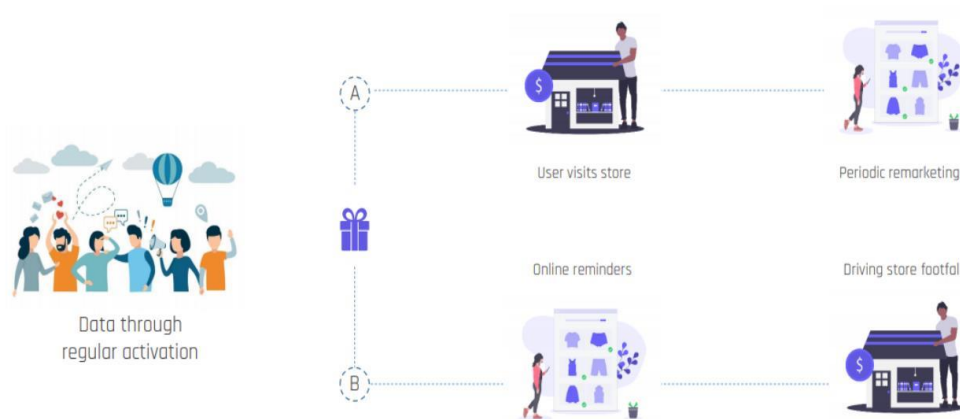 A
$
User visits store
Periodic remarketing
Data through
regular activation
Online reminders
Driving store footfal
B
$